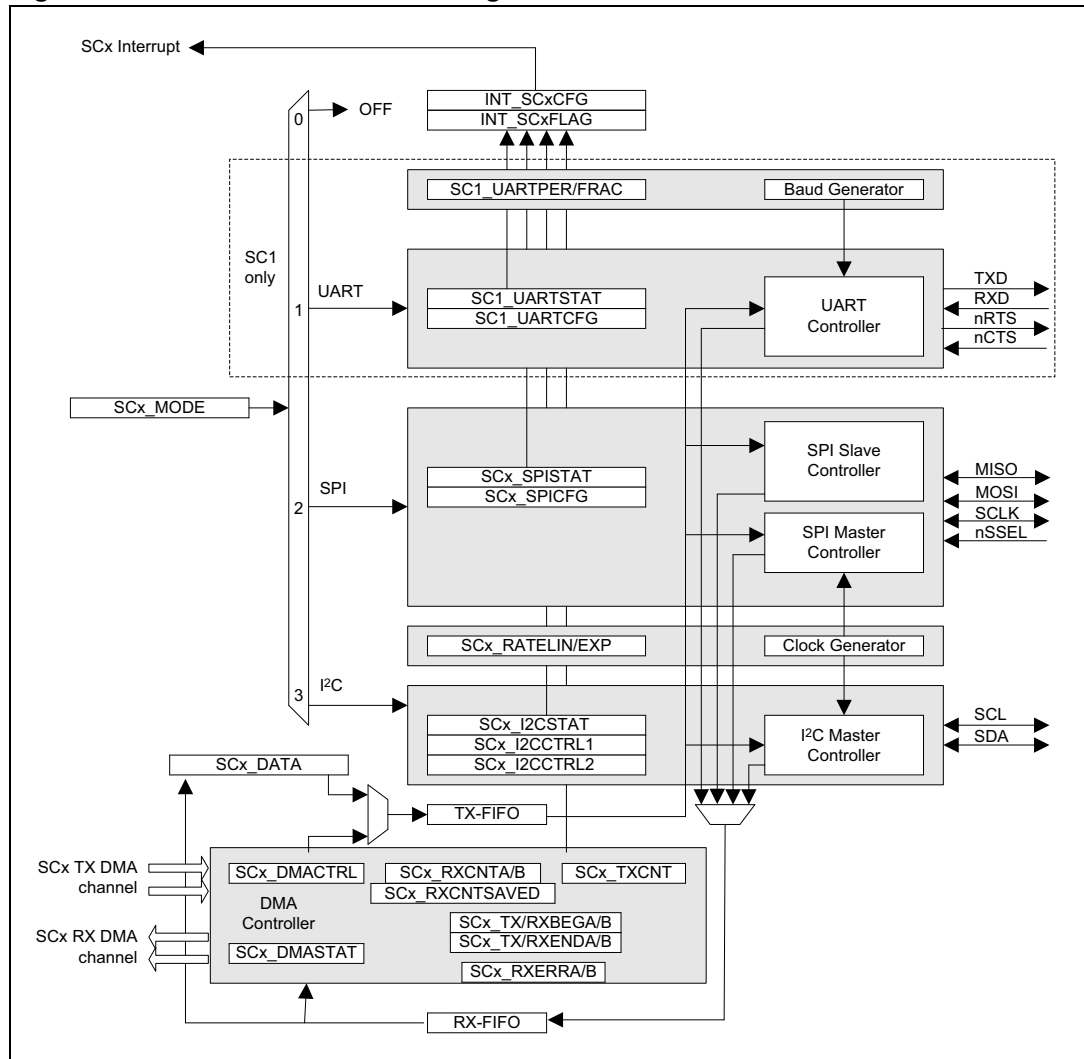 SCx Interrupt
INT_SCxCFG
INT_SCxFLAG
0
OFF
SC1_UARTPER/FRAC
Baud Generator
SC1
only
UART
1
SC1_UARTSTAT
SC1_UARTCFG
UART
Controller
TXD
RXD
nRTS
nCTS
SCx_MODE
SPI
2
SCx_SPISTAT
SCx_SPICFG
SPI Slave
Controller
SPI Master
Controller
MISO
MOSI
SCLK
nSSEL
SCx_RATELIN/EXP
Clock Generator
I²C
3
SCx_I2CSTAT
SCx_I2CCTRL1
SCx_I2CCTRL2
I²C Master
Controller
SCL
SDA
SCx_DATA
TX-FIFO
SCx TX DMA
channel
SCx_DMACTRL
SCx_RXCNTA/B
SCx_TXCNT
SCx_RXCNTSAVED
DMA
Controller
SCx_TX/RXBEGA/B
SCx_TX/RXENDA/B
SCx RX DMA
channel
SCx_DMASTAT
SCx_RXERRA/B
RX-FIFO